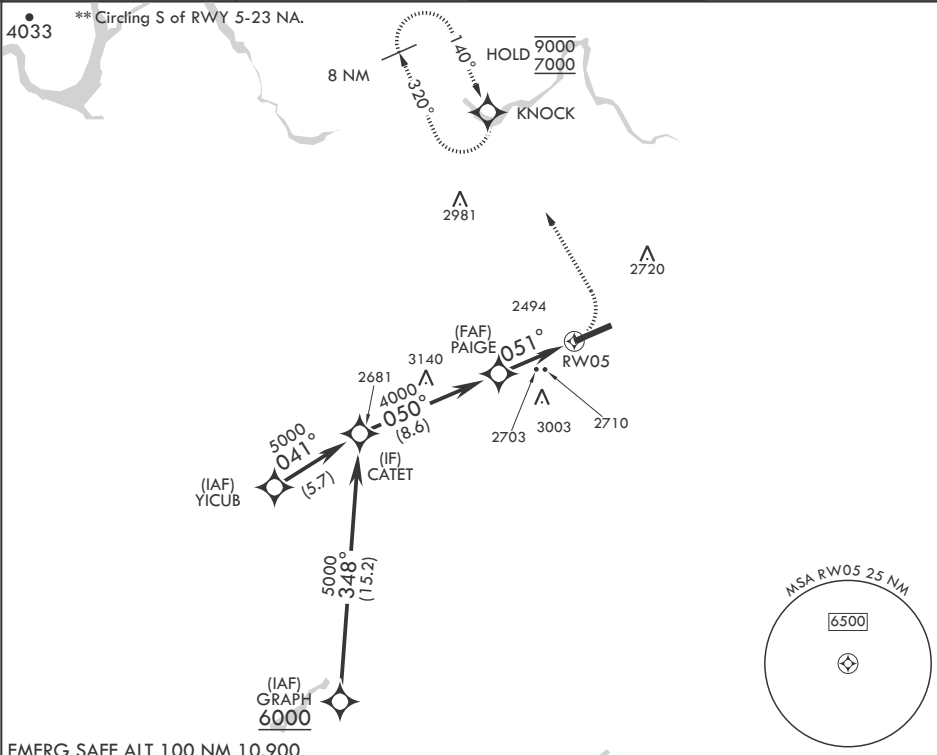 ** Circling S of RWY 5-23 NA.
4033
8 NM
140°
320°
HOLD 9000
7000
KNOCK
2981
2720
2494
(FAF)
PAIGE
051°
RW05
3140
2681
4000
050°
(8.6)
2703
3003
2710
5000
041°
(5.7)
(IF)
CATET
(IAF)
YICUB
5000
348°
(15.2)
MSA RW05 25 NM
6500
(IAF)
GRAPH
6000
EMERG SAFE ALT 100 NM 10,900